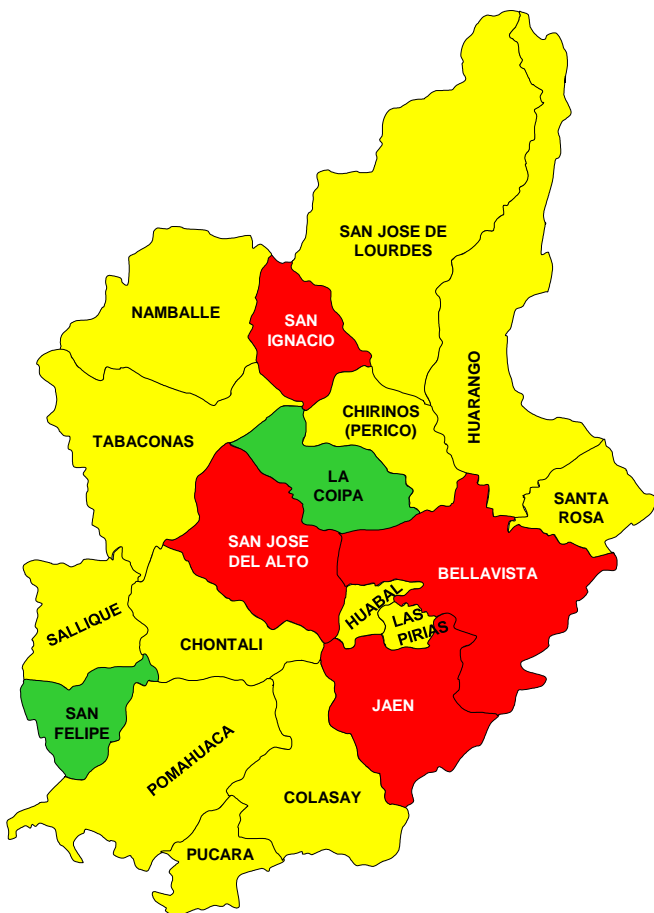 SAN JOSE DE
LOURDES
NAMBALLE
SAN
IGNACIO
HUARANGO
CHIRINOS
(PERICO)
TABACONAS
LA
COIPA
SANTA
ROSA
SAN JOSE
DEL ALTO
BELLAVISTA
HUABAL
LAS
PIRIAS
SALLIQUE
CHONTALI
JAEN
SAN
FELIPE
POMAHUACA
COLASAY
PUCARA